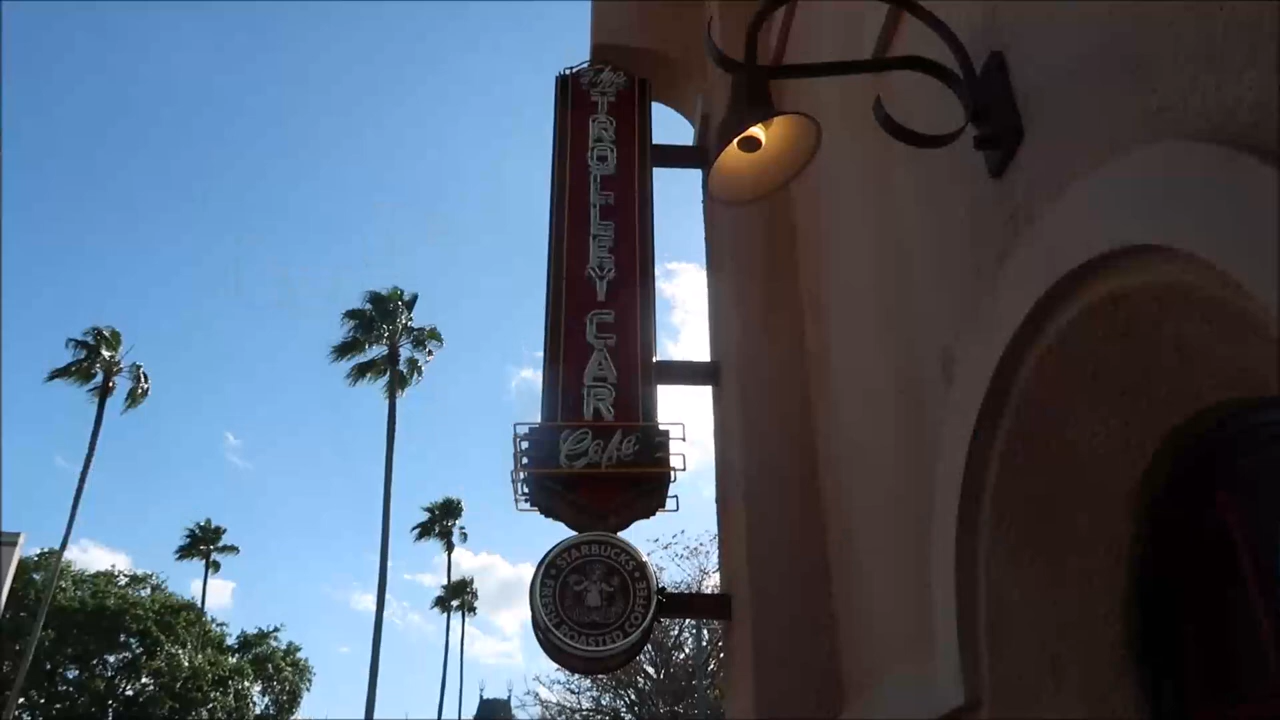 The
TROLLEY CAR
Cafe
STARBUCKS
FRESH ROASTED COFFEE